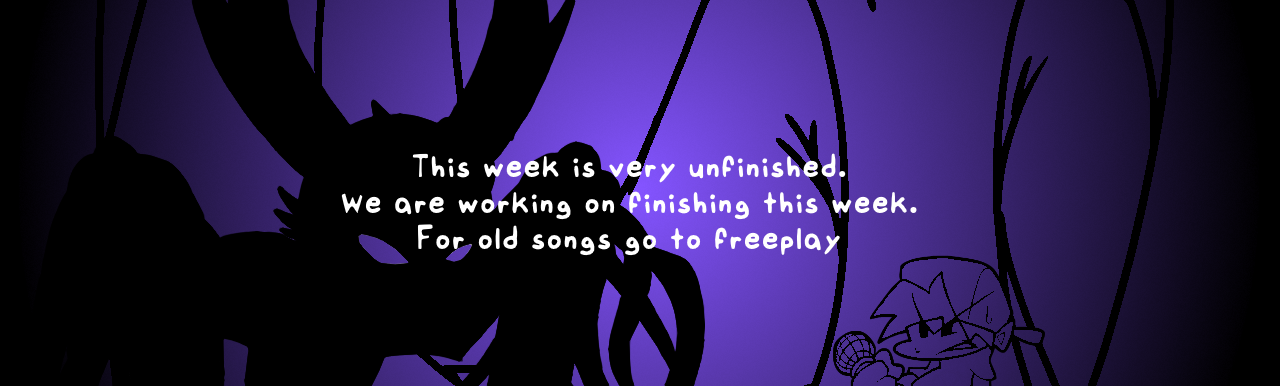 This week is very unfinished.
We are working on finishing this week.
For old songs go to freeplay